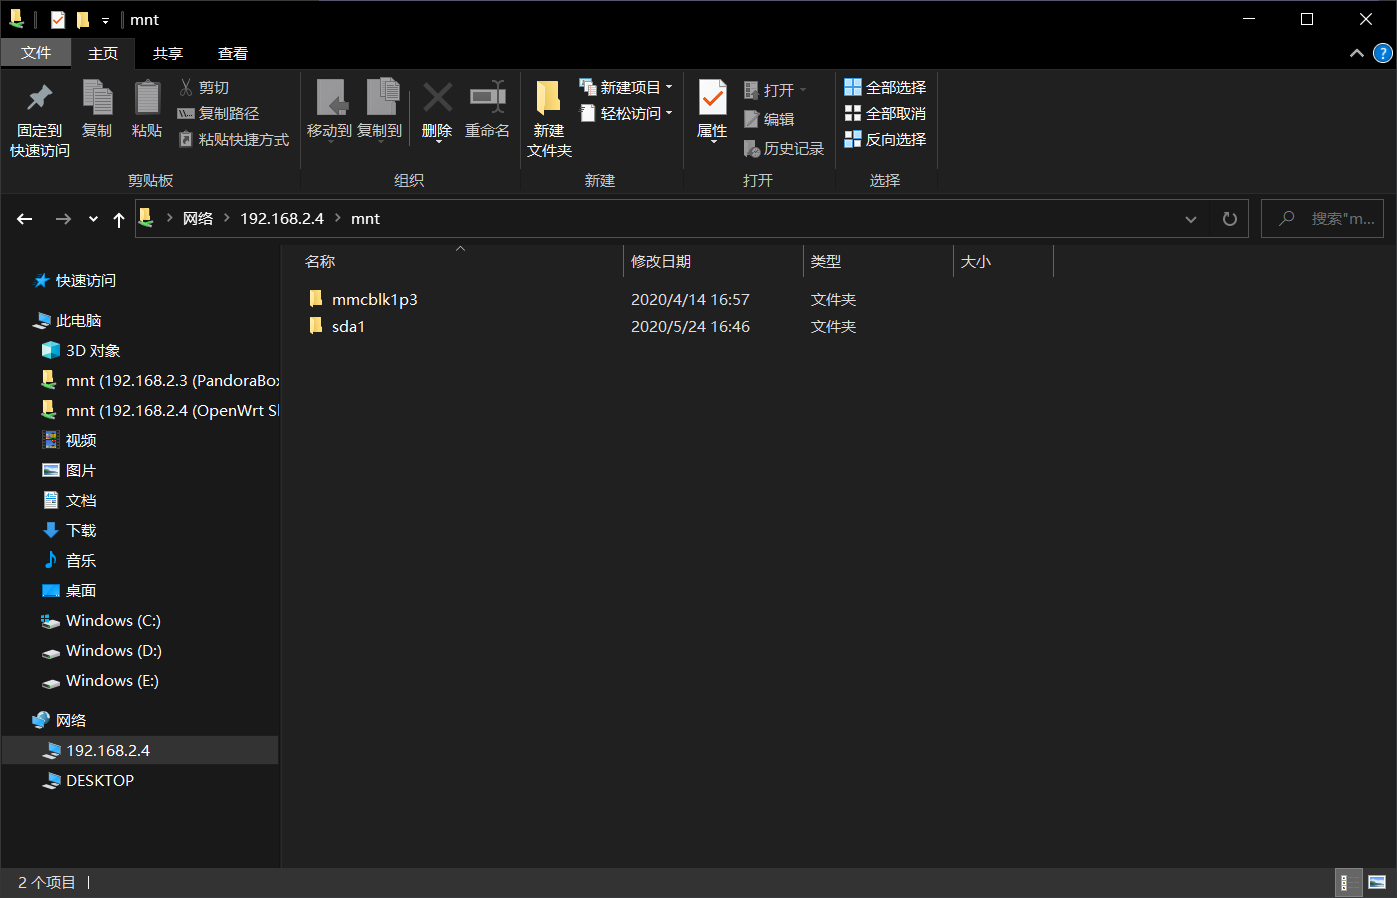 mnt
文件 主页 共享 查看
固定到
快速访问
复制
粘贴
剪切
复制路径
粘贴快捷方式
剪贴板
移动到
复制到
删除
重命名
组织
新建
文件夹
新建项目
轻松访问
新建
属性
打开
编辑
历史记录
打开
全部选择
全部取消
反向选择
选择
网络 192.168.2.4 mnt
搜索"m...
名称 修改日期 类型 大小
mmcblk1p3 2020/4/14 16:57 文件夹
sda1 2020/5/24 16:46 文件夹
快速访问
此电脑
3D 对象
mnt (192.168.2.3 (PandoraBox
mnt (192.168.2.4 (OpenWrt Sl
视频
图片
文档
下载
音乐
桌面
Windows (C:)
Windows (D:)
Windows (E:)
网络
192.168.2.4
DESKTOP
2 个项目